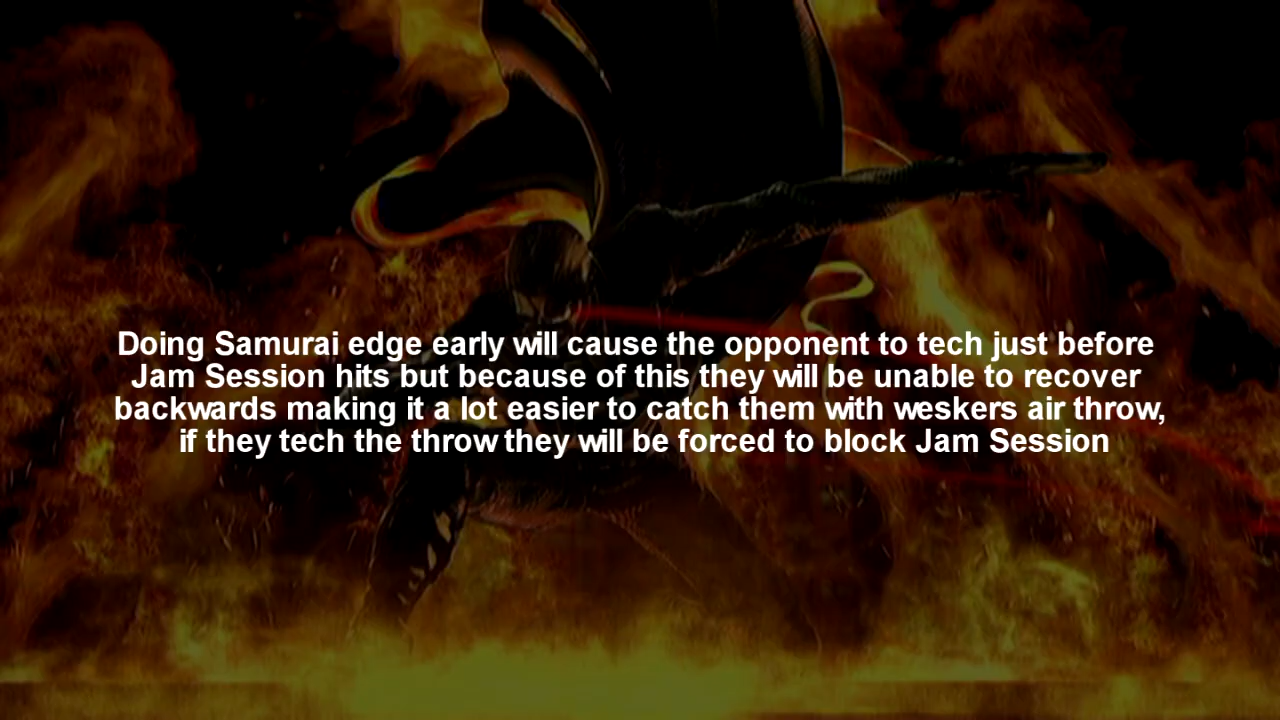 Doing Samurai edge early will cause the opponent to tech just before
Jam Session hits but because of this they will be unable to recover
backwards making it a lot easier to catch them with weskers air throw,
if they tech the throw they will be forced to block Jam Session